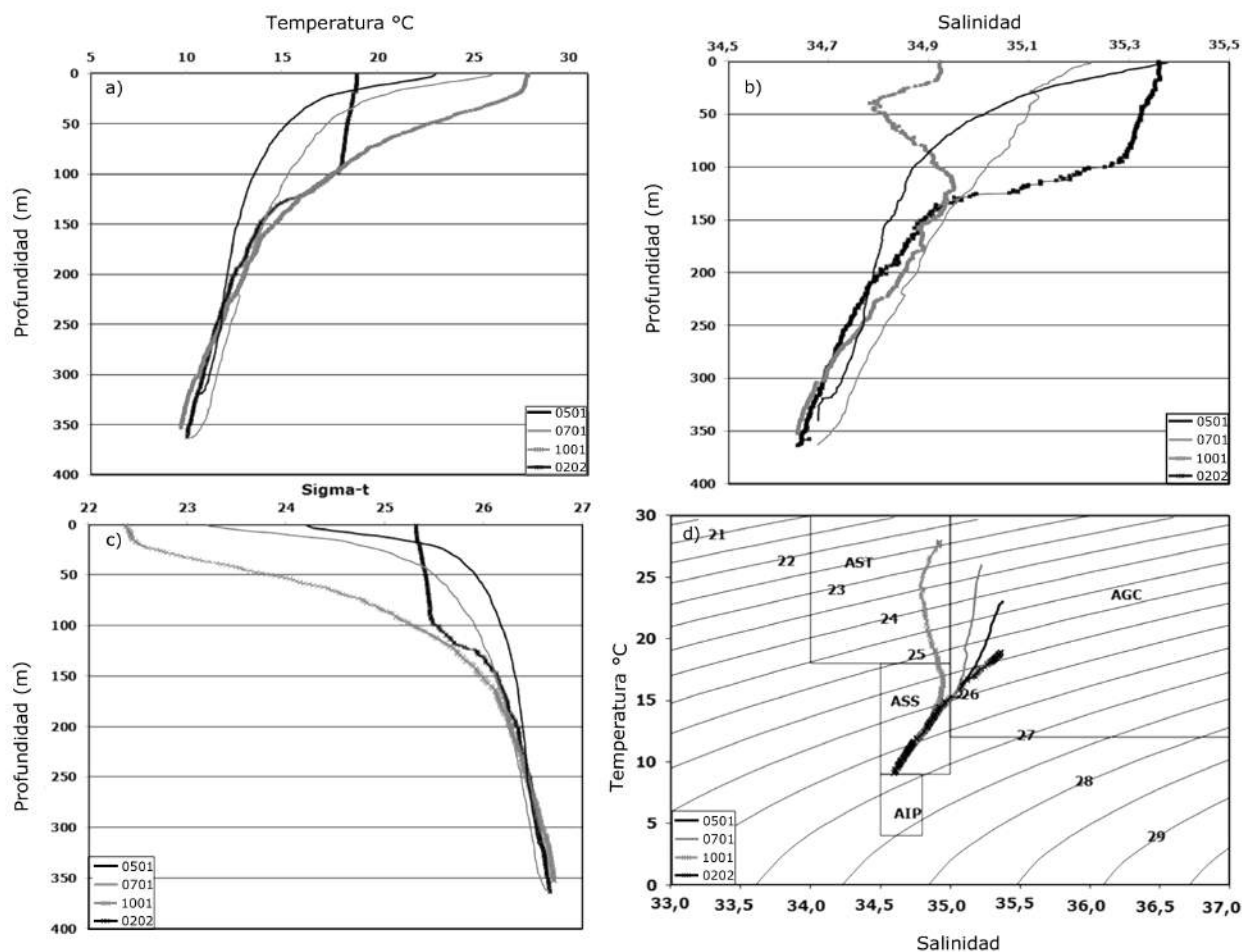 Temperatura °C
5 10 15 20 25 30
0
50
100
150
200
250
300
350
400
Profundidad (m)
a)
0501
0701
1001
0202
Salinidad
34,5 34,7 34,9 35,1 35,3 35,5
0
50
100
150
200
250
300
350
400
Profundidad (m)
b)
0501
0701
1001
0202
Sigma-t
22 23 24 25 26 27
0
50
100
150
200
250
300
350
400
Profundidad (m)
c)
0501
0701
1001
0202
d)
30
25
20
15
10
5
0
Temperatura °C
21
22 AST
23 AGC
24
25
ASS 26
27
28
AIP
29
0501
0701
1001
0202
33,0 33,5 34,0 34,5 35,0 35,5 36,0 36,5 37,0
Salinidad